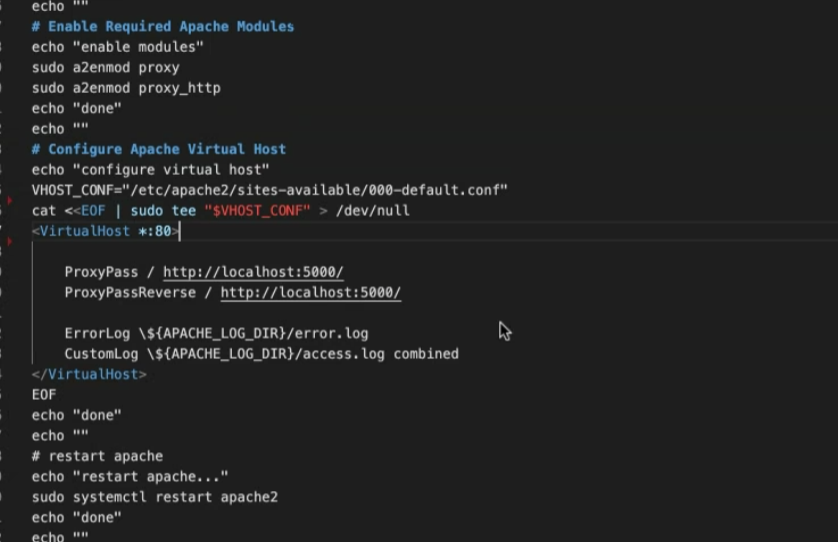 echo ""
# Enable Required Apache Modules
echo "enable modules"
sudo a2enmod proxy
sudo a2enmod proxy_http
echo "done"
echo ""
# Configure Apache Virtual Host
echo "configure virtual host"
VHOST_CONF="/etc/apache2/sites-available/000-default.conf"
cat <<EOF | sudo tee "$VHOST_CONF" > /dev/null
<VirtualHost *:80>
ProxyPass / http://localhost:5000/
ProxyPassReverse / http://localhost:5000/
ErrorLog \${APACHE_LOG_DIR}/error.log
CustomLog \${APACHE_LOG_DIR}/access.log combined
</VirtualHost>
EOF
echo "done"
echo ""
# restart apache
echo "restart apache..."
sudo systemctl restart apache2
echo "done"
echo ""